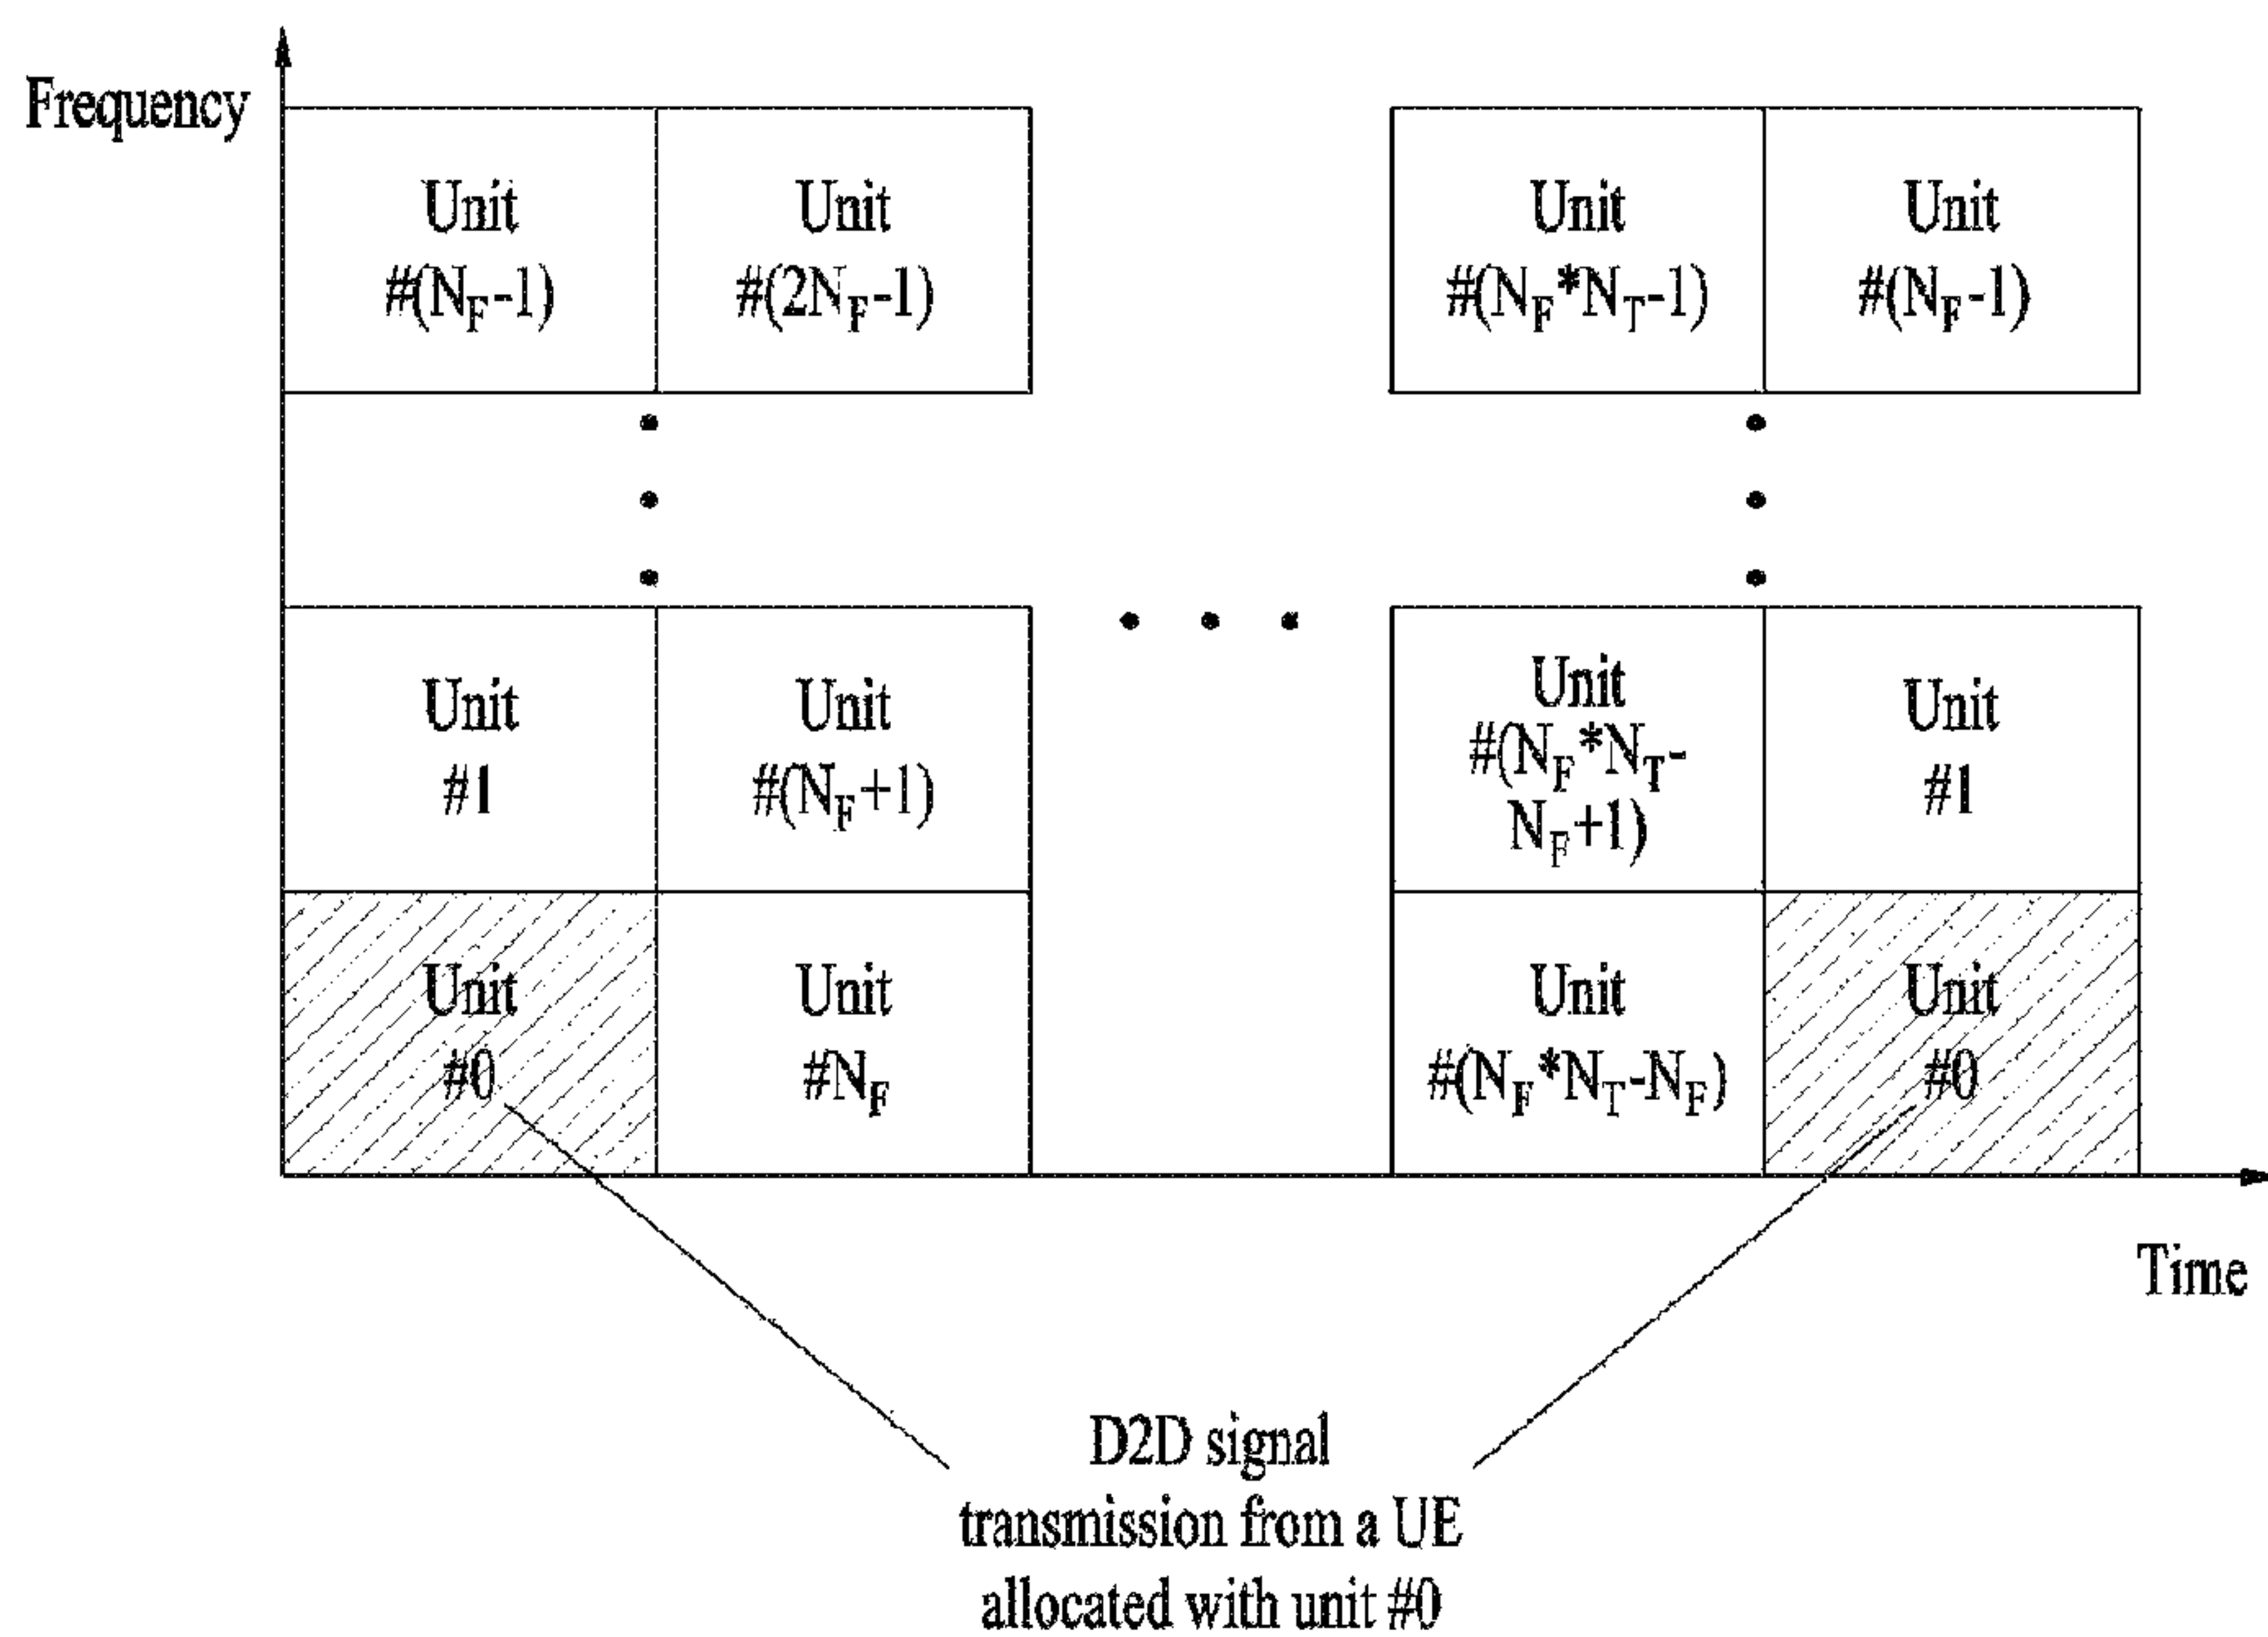 Frequency
Unit
#(N_F-1)
Unit
#(2N_F-1)
Unit
#(N_F*N_T-1)
Unit
#(N_F-1)
Unit
#1
Unit
#(N_F+1)
Unit
#(N_F*N_T-
N_F+1)
Unit
#1
Unit
#0
Unit
#N_F
Unit
#(N_F*N_T-N_F)
Unit
#0
Time
D2D signal
transmission from a UE
allocated with unit #0